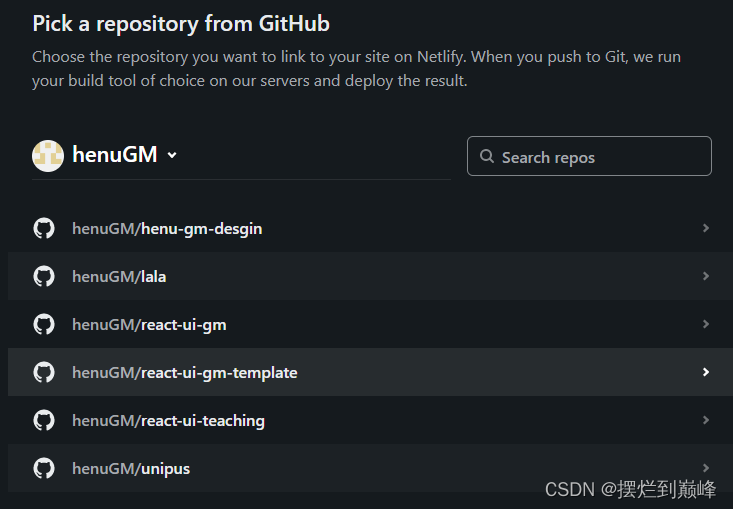 Pick a repository from GitHub
Choose the repository you want to link to your site on Netlify. When you push to Git, we run
your build tool of choice on our servers and deploy the result.
henuGM
Search repos
henuGM/henu-gm-desgin
henuGM/lala
henuGM/react-ui-gm
henuGM/react-ui-gm-template
henuGM/react-ui-teaching
henuGM/unipus
CSDN @摆烂到巅峰